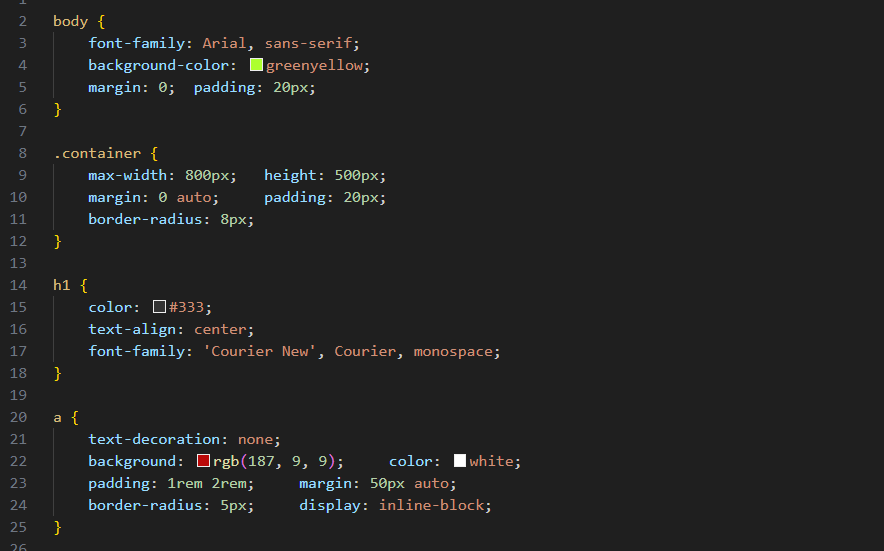 1
2 body {
3     font-family: Arial, sans-serif;
4     background-color: greenyellow;
5     margin: 0;  padding: 20px;
6 }
7
8 .container {
9     max-width: 800px;   height: 500px;
10     margin: 0 auto;     padding: 20px;
11     border-radius: 8px;
12 }
13
14 h1 {
15     color: #333;
16     text-align: center;
17     font-family: 'Courier New', Courier, monospace;
18 }
19
20 a {
21     text-decoration: none;
22     background: rgb(187, 9, 9);     color: white;
23     padding: 1rem 2rem;     margin: 50px auto;
24     border-radius: 5px;     display: inline-block;
25 }
26